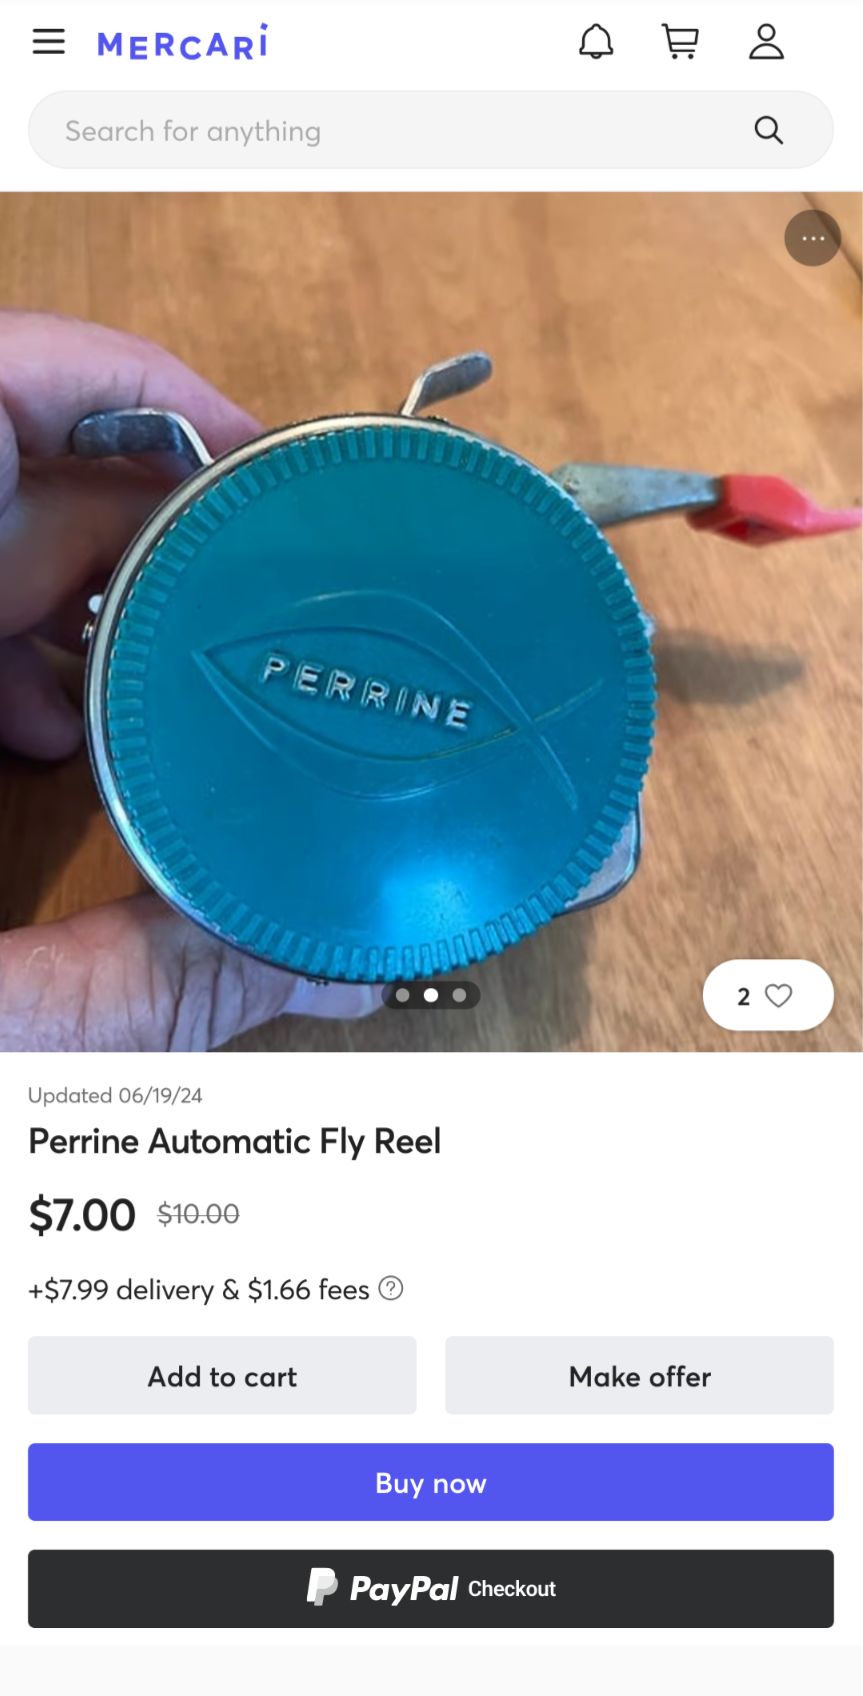 MERCARI
Search for anything
PERRINE
2
Updated 06/19/24
Perrine Automatic Fly Reel
$7.00 $10.00
+$7.99 delivery & $1.66 fees ?
Add to cart
Make offer
Buy now
PayPal Checkout